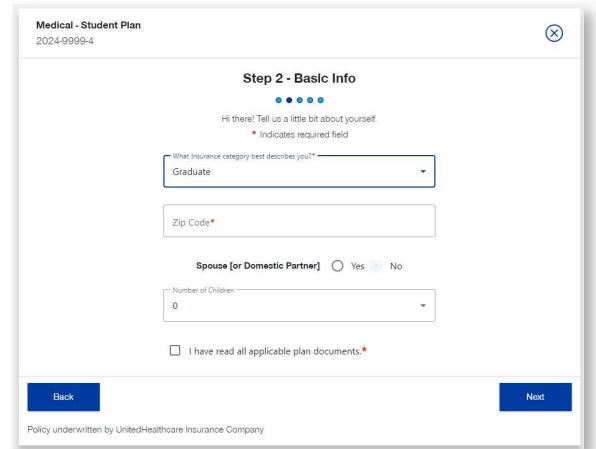 Medical - Student Plan
2024-9999-4
Step 2 - Basic Info
Hi there! Tell us a little bit about yourself.
* Indicates required field
What Insurance category best describes you?*
Graduate
Zip Code*
Spouse [or Domestic Partner] Yes No
Number of Children
0
I have read all applicable plan documents.*
Back Next
Policy underwritten by UnitedHealthcare Insurance Company